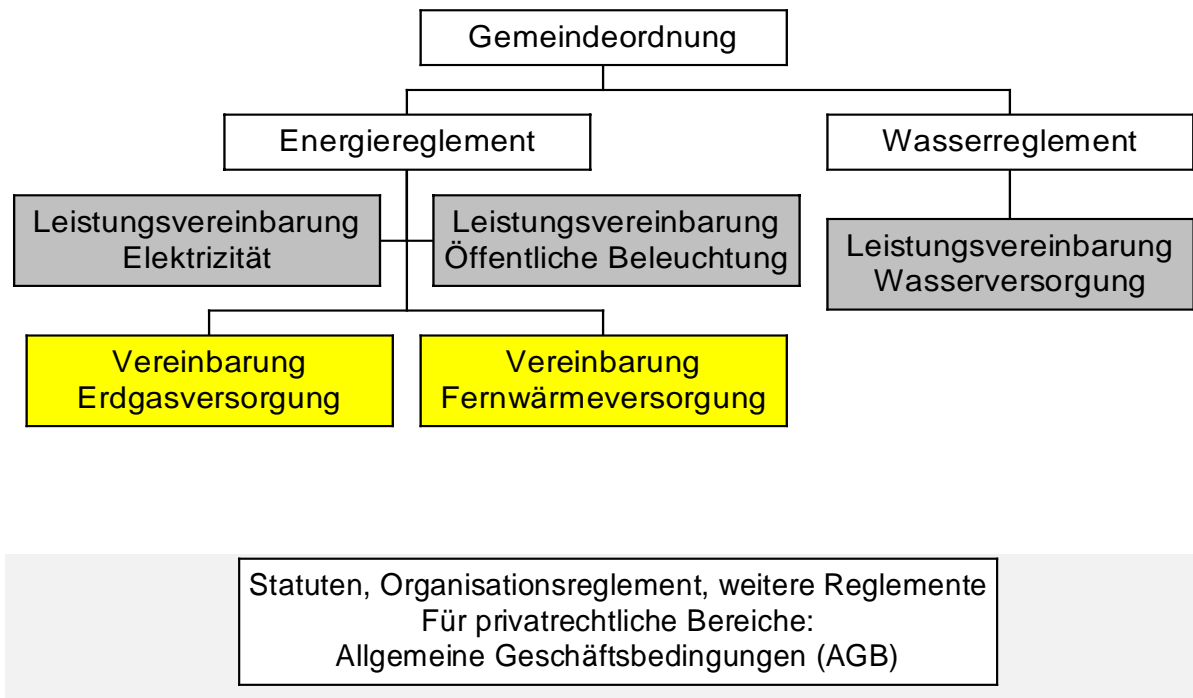 Gemeindeordnung
Energiereglement
Wasserreglement
Leistungsvereinbarung
Elektrizität
Leistungsvereinbarung
Öffentliche Beleuchtung
Leistungsvereinbarung
Wasserversorgung
Vereinbarung
Erdgasversorgung
Vereinbarung
Fernwärmeversorgung
Statuten, Organisationsreglement, weitere Reglemente
Für privatrechtliche Bereiche:
Allgemeine Geschäftsbedingungen (AGB)